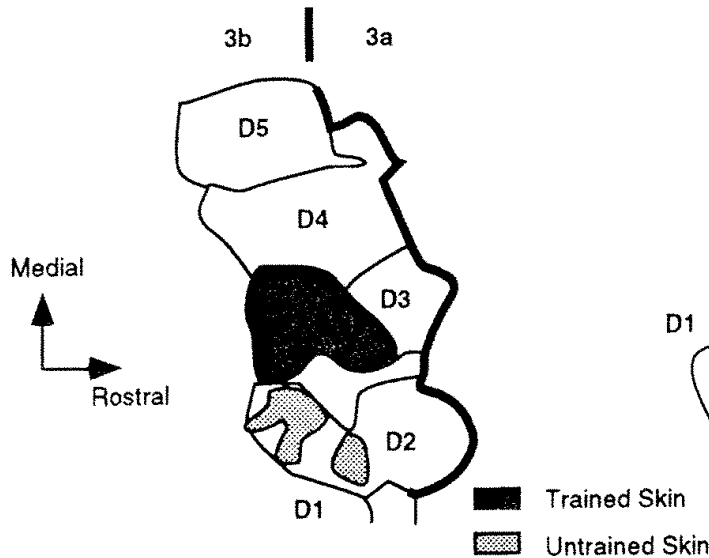 3b 3a
D5
D4
Medial
D3
D1
Rostral
D2
D1
Trained Skin
Untrained Skin